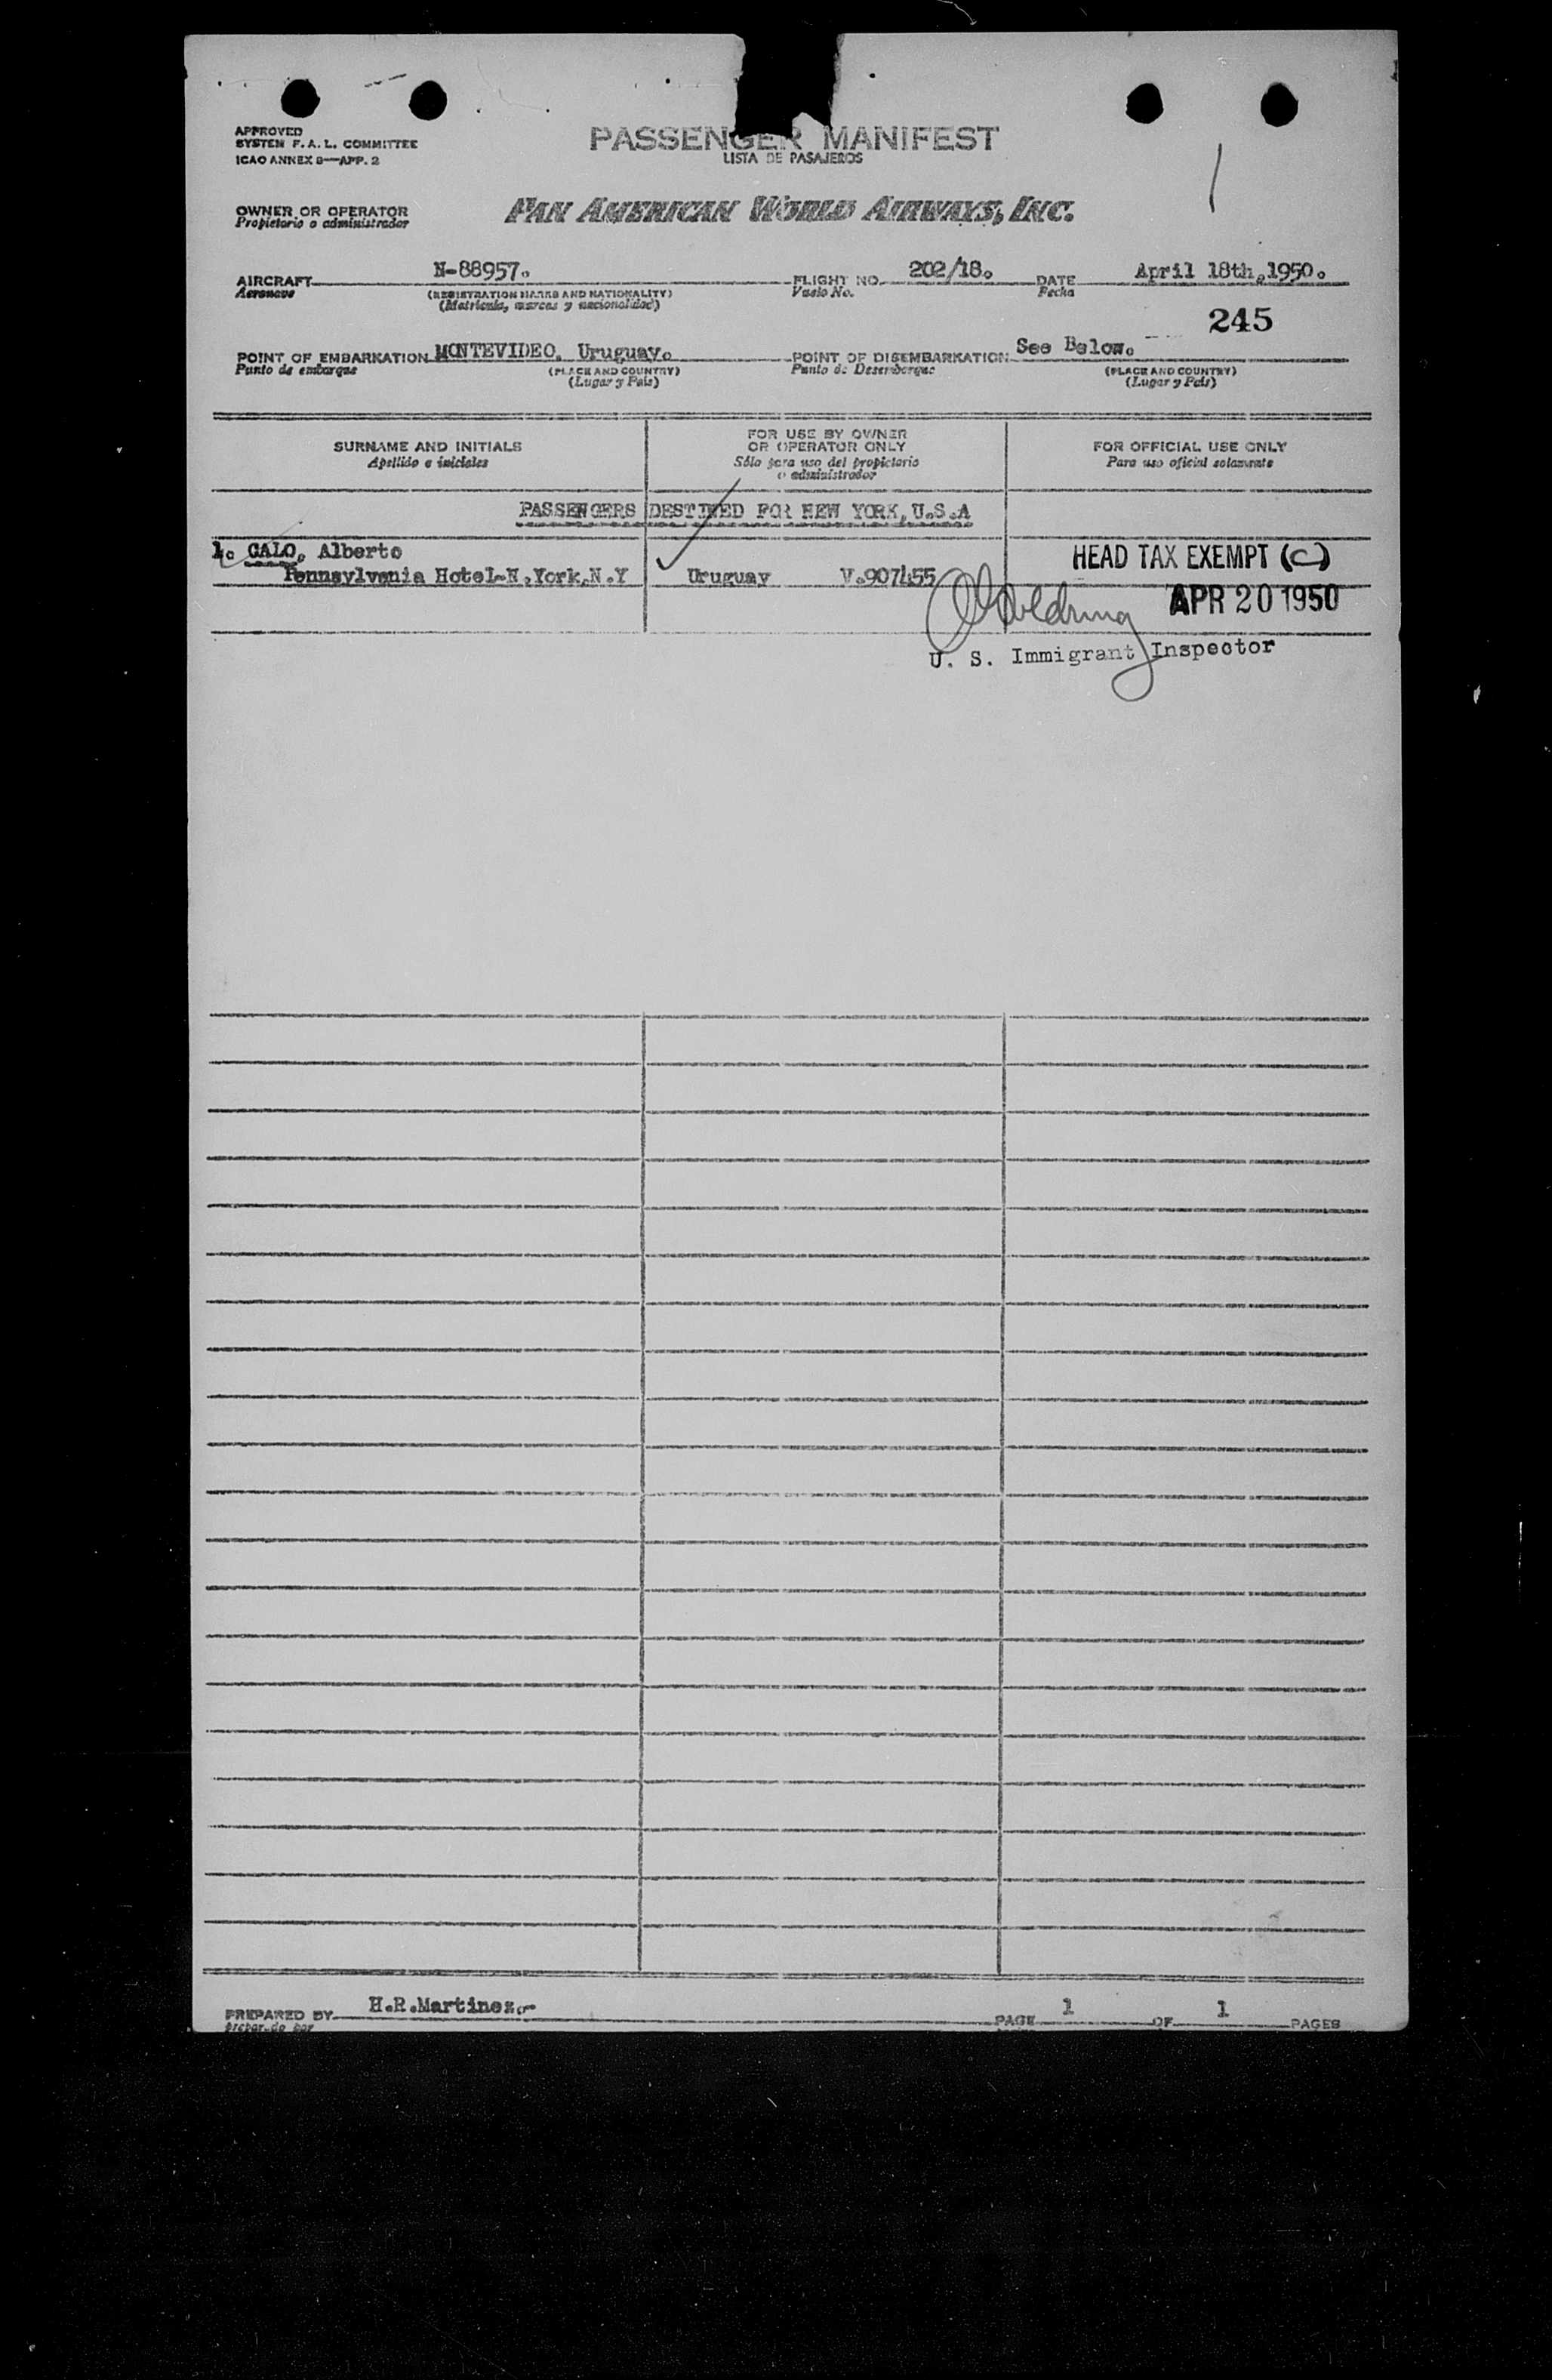 PASSENGER MANIFEST
LISTA DE PASAJEROS
APPROVED
SYSTEM F. A. L. COMMITTEE
ICAO ANNEX 9—APP. 2
OWNER OR OPERATOR
Propietario o administrador
PAN AMERICAN WORLD AIRWAYS, INC.
AIRCRAFT N-88957. FLIGHT NO. 202/18. DATE April 18th,1950.
Aeronave (REGISTRATION MARKS AND NATIONALITY) Vuelo No. Fecha
(Matrícula, marcas y nacionalidad)
245
POINT OF EMBARKATION MONTEVIDEO, Uruguay. POINT OF DISEMBARKATION See Below.
Punto de embarque (PLACE AND COUNTRY) Punto de Desembarque (PLACE AND COUNTRY)
(Lugar y País) (Lugar y País)
SURNAME AND INITIALS
Apellido e iniciales
FOR USE BY OWNER
OR OPERATOR ONLY
Sólo para uso del propietario
o administrador
FOR OFFICIAL USE ONLY
Para uso oficial solamente
PASSENGERS DESTINED FOR NEW YORK, U.S.A
1. CALO, Alberto
Pennsylvania Hotel-N.York,N.Y Uruguay V.907455
HEAD TAX EXEMPT (C)
APR 20 1950
U. S. Immigrant Inspector
PREPARED BY H.R.Martinez. PAGE 1 OF 1 PAGES